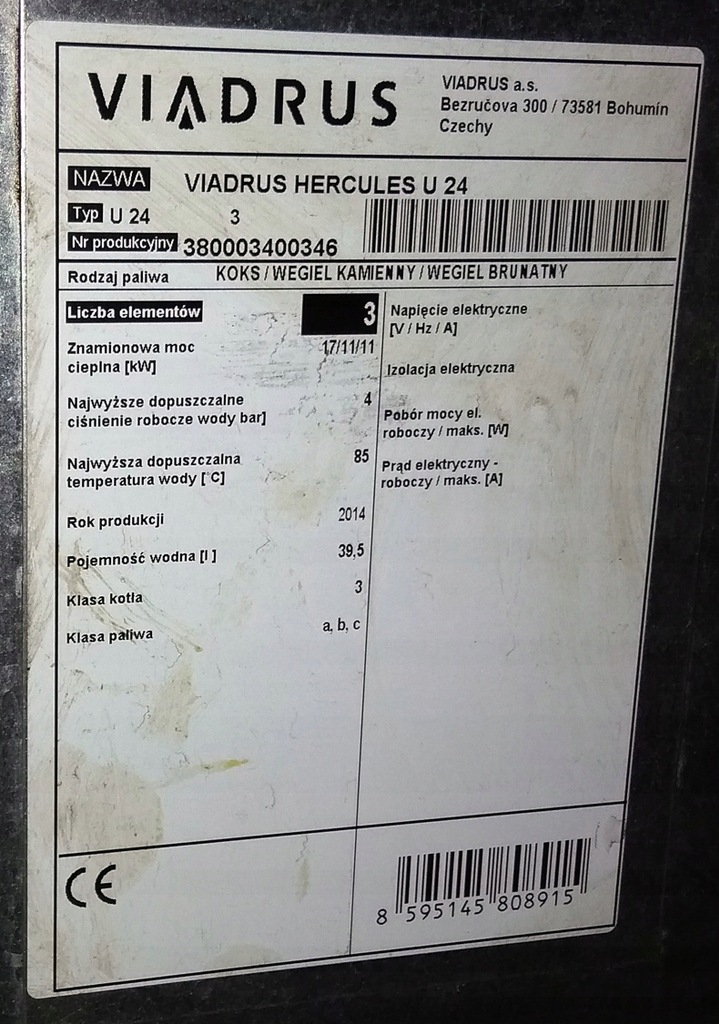 VIADRUS
VIADRUS a.s.
Bezručova 300 / 73581 Bohumín
Czechy
NAZWA VIADRUS HERCULES U 24
Typ U 24 3
Nr produkcyjny 380003400346
Rodzaj paliwa KOKS / WEGIEL KAMIENNY / WEGIEL BRUNATNY
Liczba elementów 3
Znamionowa moc 17/11/11
cieplna [kW]
Najwyższe dopuszczalne 4
ciśnienie robocze wody bar]
Najwyższa dopuszczalna 85
temperatura wody [°C]
Rok produkcji 2014
Pojemność wodna [l ] 39,5
Klasa kotła 3
Klasa paliwa a, b, c
Napięcie elektryczne
[V / Hz / A]
Izolacja elektryczna
Pobór mocy el.
roboczy / maks. [W]
Prąd elektryczny -
roboczy / maks. [A]
CE
8 595145 808915